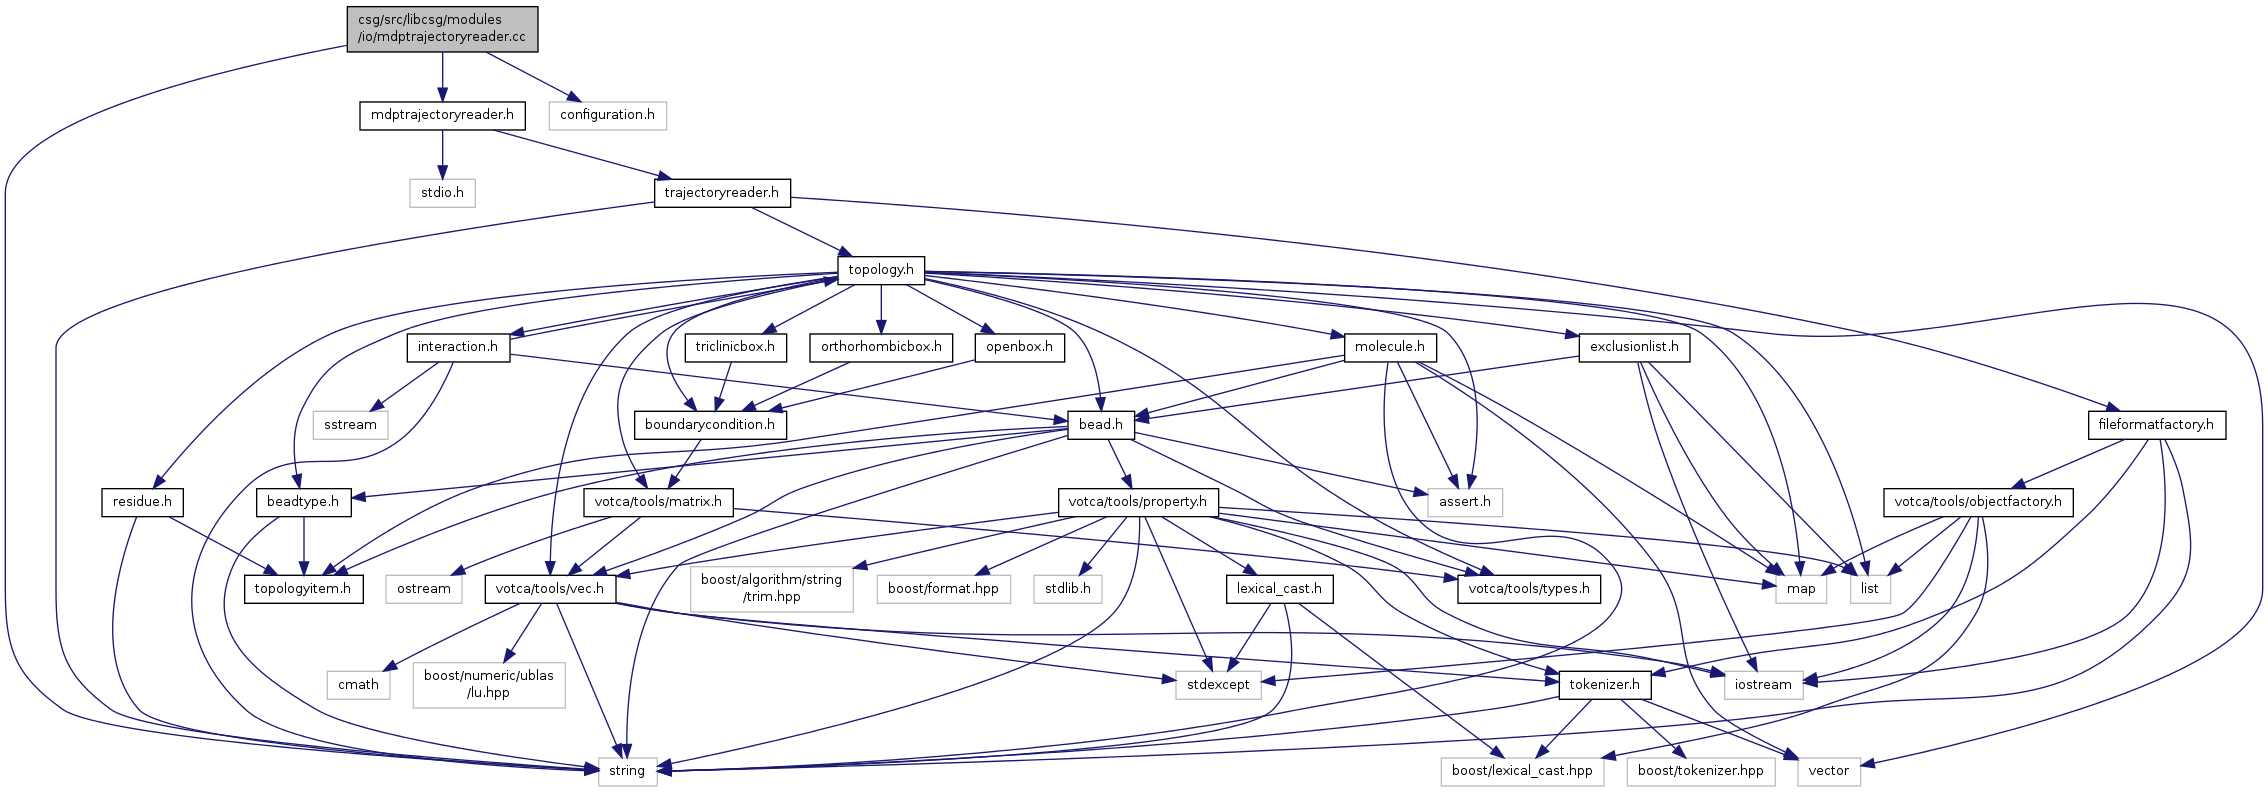 csg/src/libcsg/modules
/io/mdptrajectoryreader.cc
mdptrajectoryreader.h
configuration.h
stdio.h
trajectoryreader.h
topology.h
interaction.h
triclinicbox.h
orthorhombicbox.h
openbox.h
molecule.h
exclusionlist.h
sstream
boundarycondition.h
bead.h
fileformatfactory.h
residue.h
beadtype.h
votca/tools/matrix.h
votca/tools/property.h
assert.h
votca/tools/objectfactory.h
topologyitem.h
ostream
votca/tools/vec.h
boost/algorithm/string
/trim.hpp
boost/format.hpp
stdlib.h
lexical_cast.h
votca/tools/types.h
map
list
cmath
boost/numeric/ublas
/lu.hpp
stdexcept
tokenizer.h
iostream
string
boost/lexical_cast.hpp
boost/tokenizer.hpp
vector